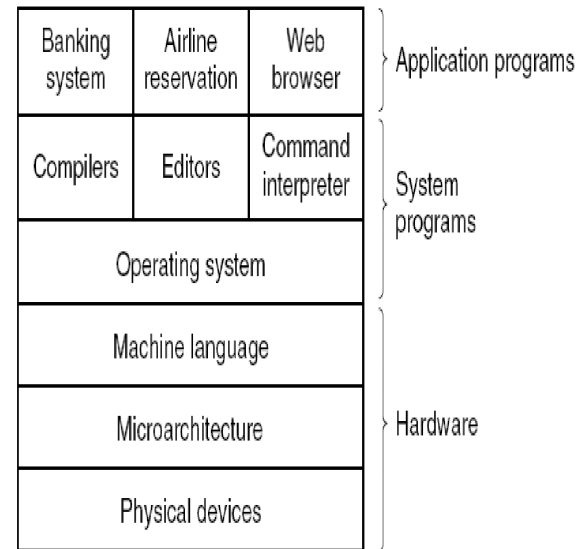 Banking
system
Airline
reservation
Web
browser
Application programs
Compilers
Editors
Command
interpreter
System
programs
Operating system
Machine language
Microarchitecture
Hardware
Physical devices